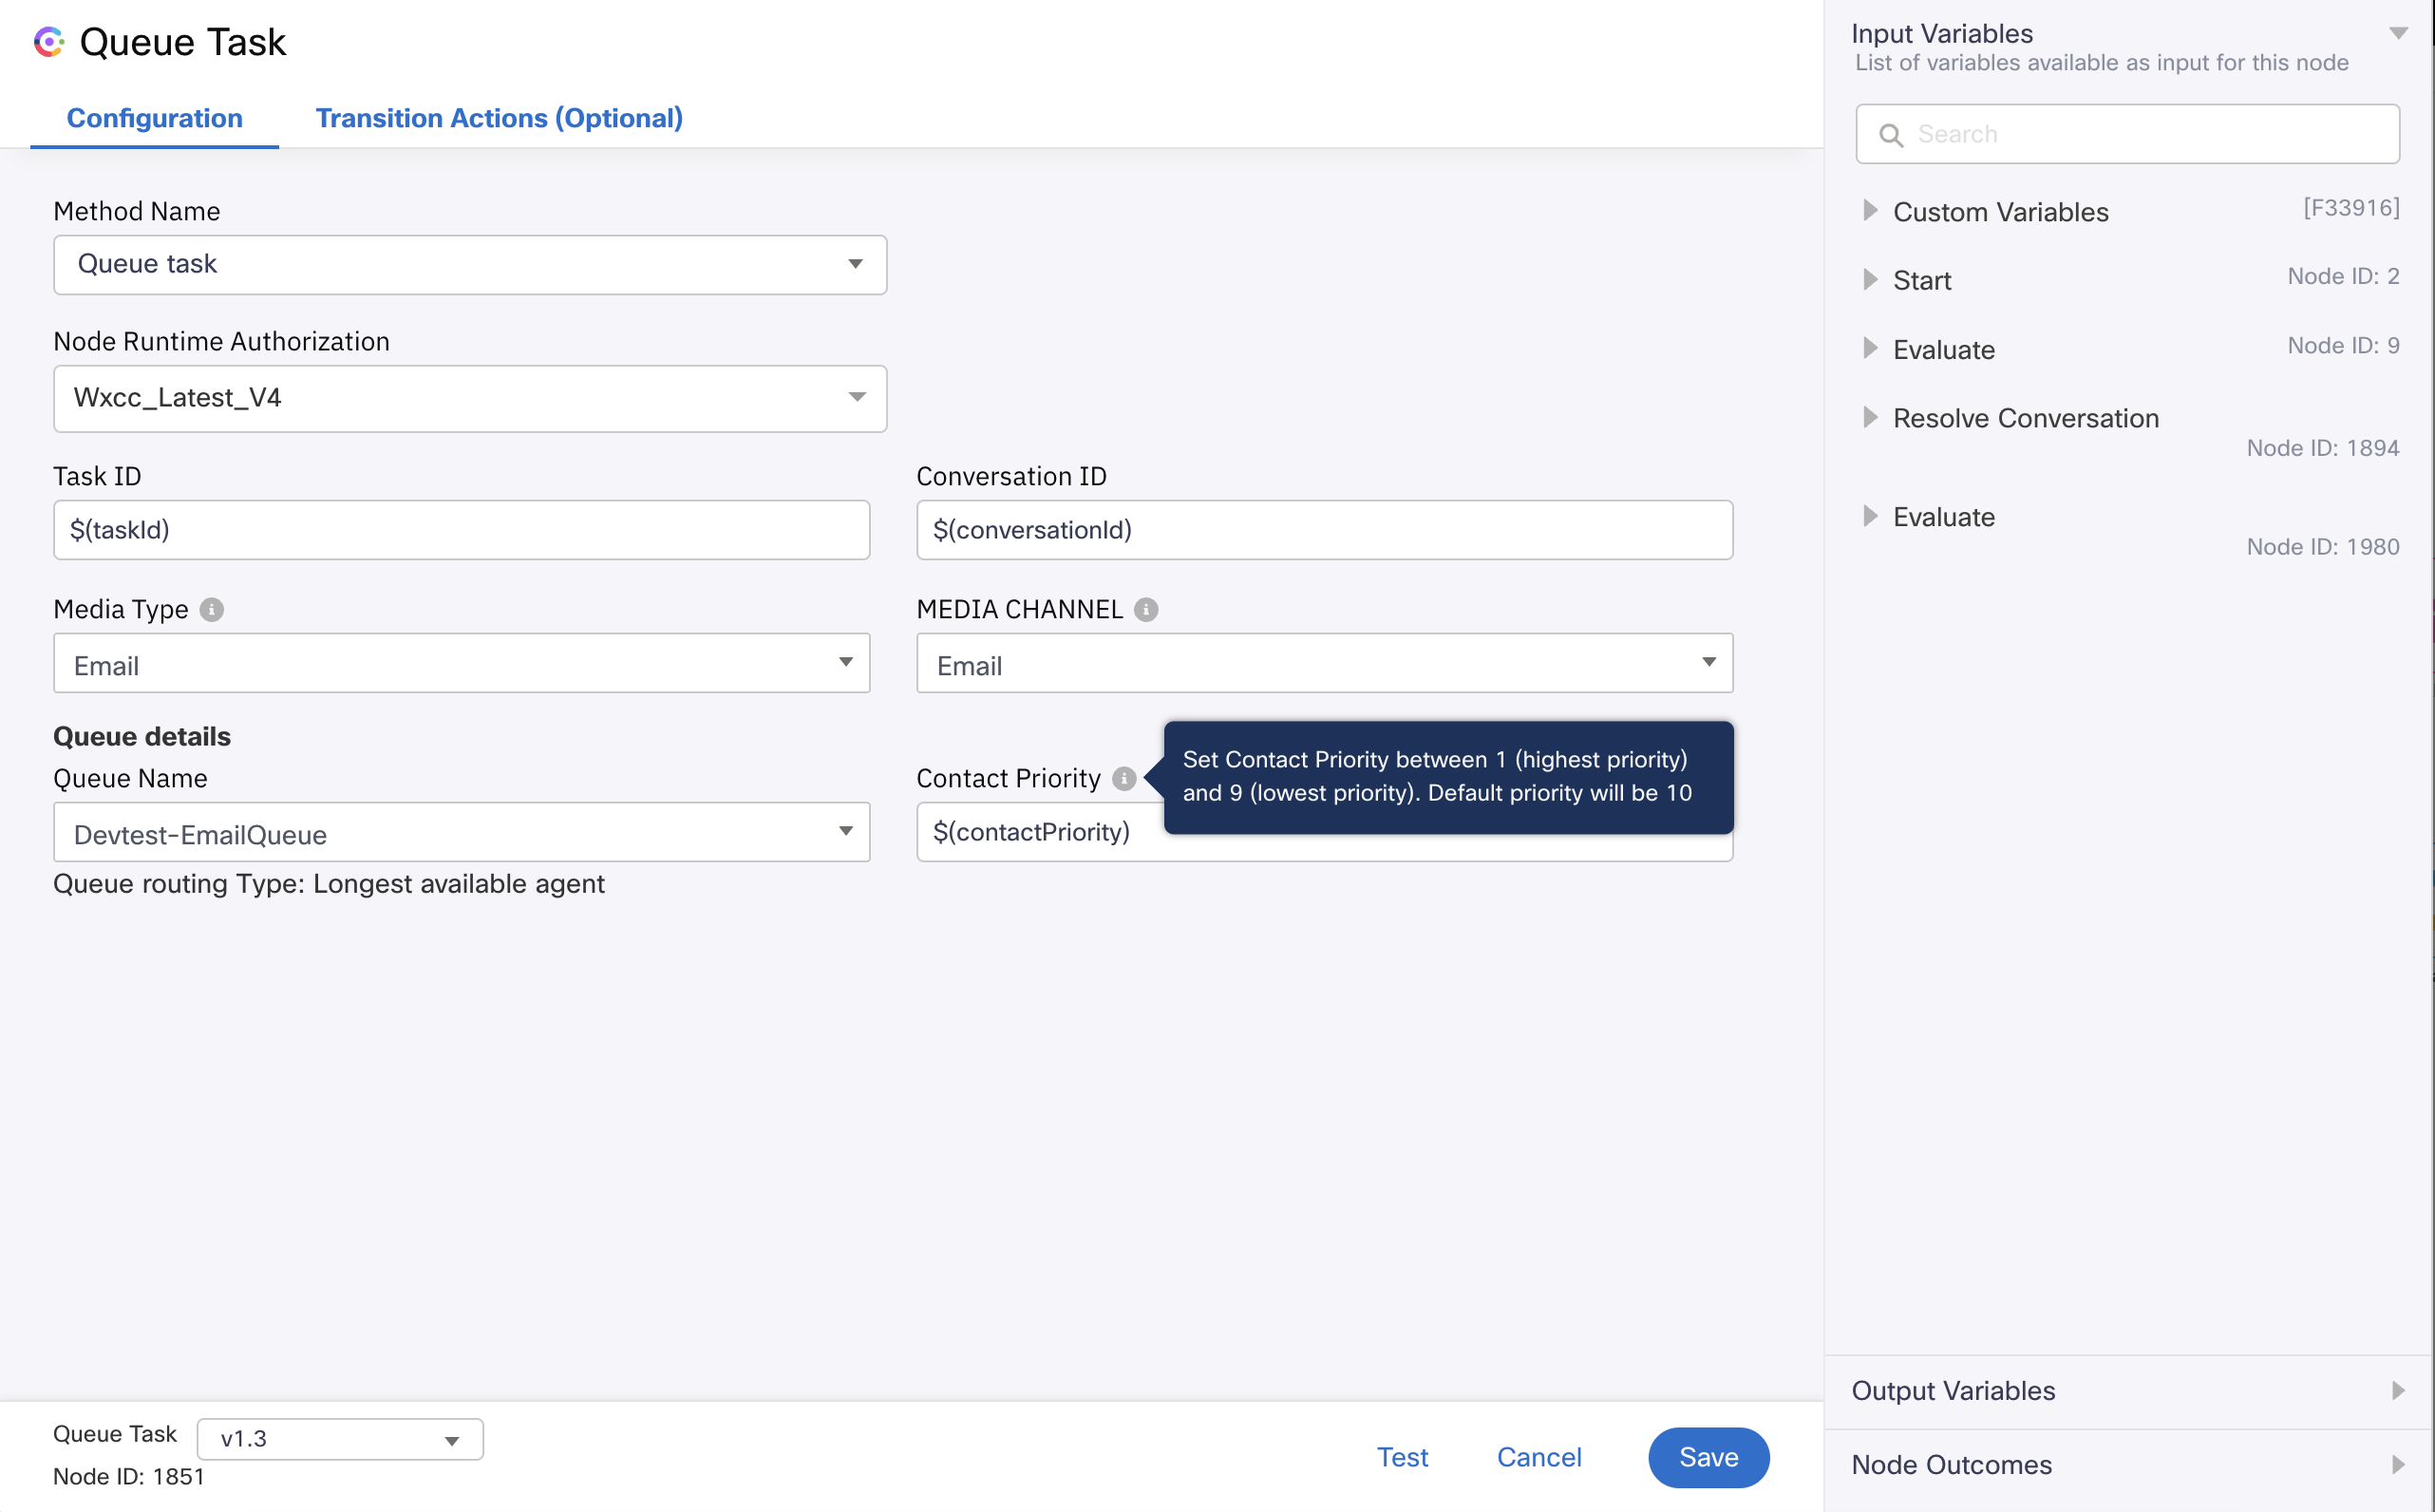 Queue Task
Configuration
Transition Actions (Optional)
Method Name
Queue task
Node Runtime Authorization
Wxcc_Latest_V4
Task ID
$(taskId)
Conversation ID
$(conversationId)
Media Type
Email
MEDIA CHANNEL
Email
Queue details
Queue Name
Devtest-EmailQueue
Queue routing Type: Longest available agent
Contact Priority
$(contactPriority)
Set Contact Priority between 1 (highest priority)
and 9 (lowest priority). Default priority will be 10
Queue Task
v1.3
Node ID: 1851
Test
Cancel
Save
Input Variables
List of variables available as input for this node
Search
Custom Variables [F33916]
Start Node ID: 2
Evaluate Node ID: 9
Resolve Conversation
Node ID: 1894
Evaluate
Node ID: 1980
Output Variables
Node Outcomes